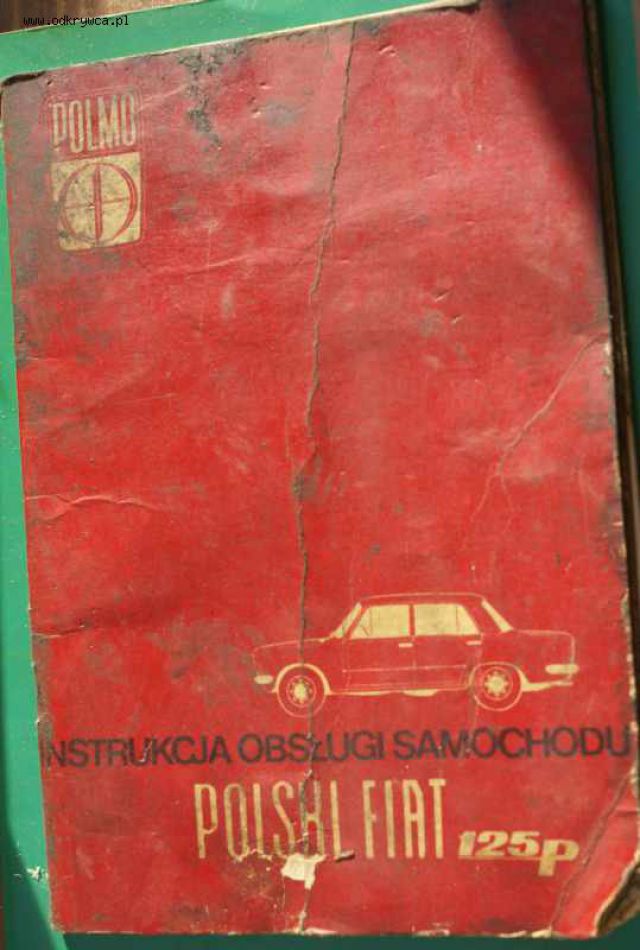 www.odkrywca.pl
POLMO
INSTRUKCJA OBSŁUGI SAMOCHODU
POLSKI FIAT 125p